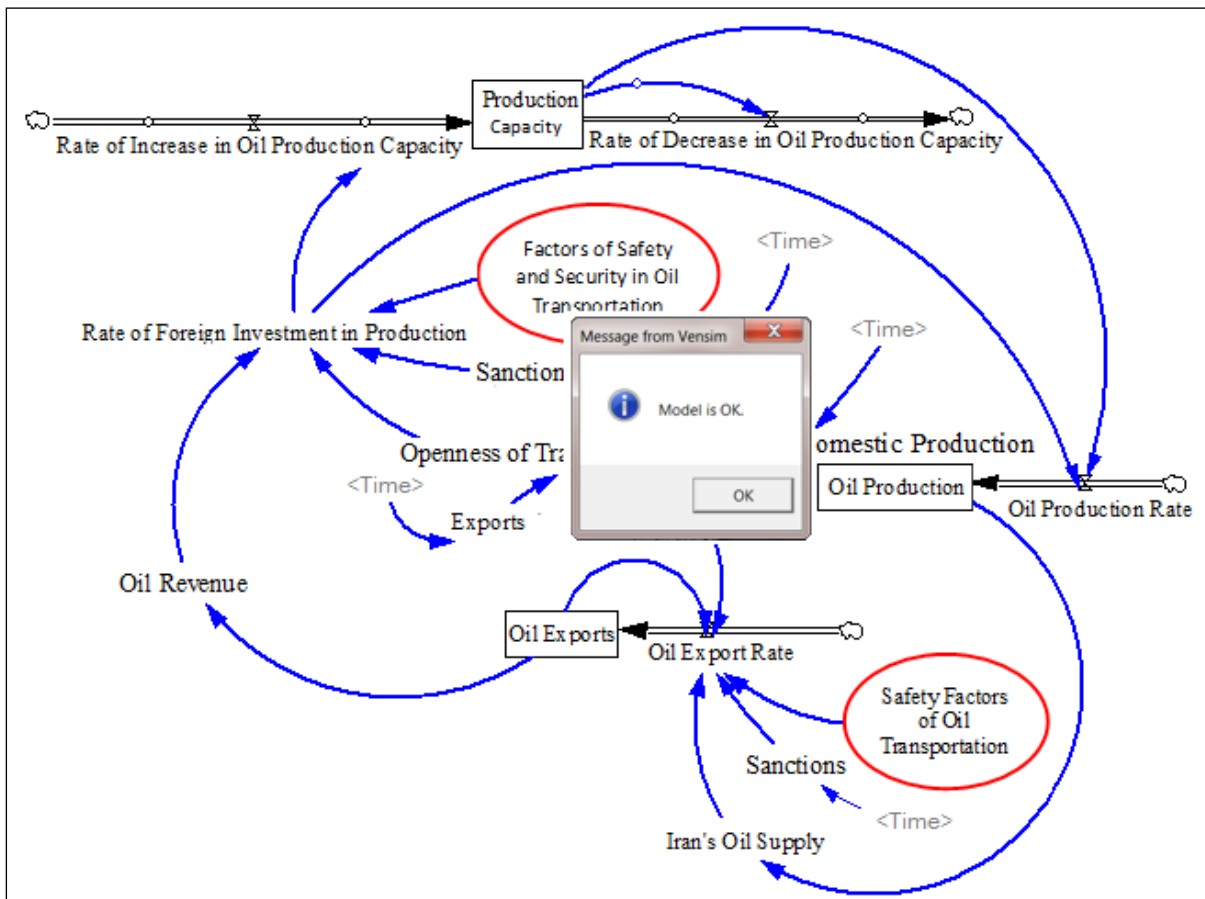 Production
Capacity
Rate of Increase in Oil Production Capacity
Rate of Decrease in Oil Production Capacity
Factors of Safety
and Security in Oil
Transportation
<Time>
<Time>
Rate of Foreign Investment in Production
Message from Vensim
Model is OK.
OK
Openness of
<Time>
Exports
Oil Production
Oil Production Rate
Oil Revenue
Oil Exports
Oil Export Rate
Safety Factors
of Oil
Transportation
Sanctions
<Time>
Iran's Oil Supply
Production